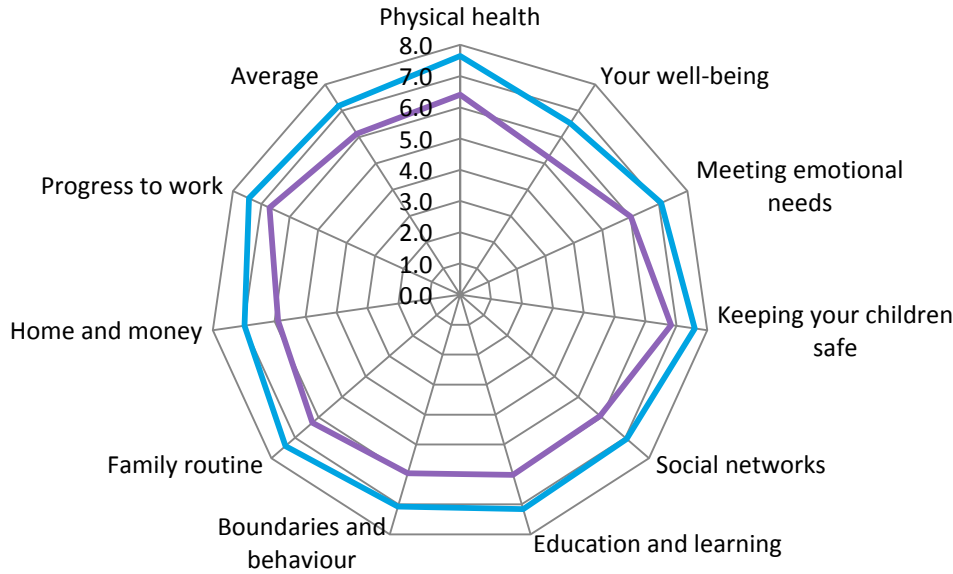 Physical health
8.0
7.0
6.0
5.0
4.0
3.0
2.0
1.0
0.0
Your well-being
Meeting emotional
needs
Keeping your children
safe
Social networks
Education and learning
Boundaries and
behaviour
Family routine
Home and money
Progress to work
Average